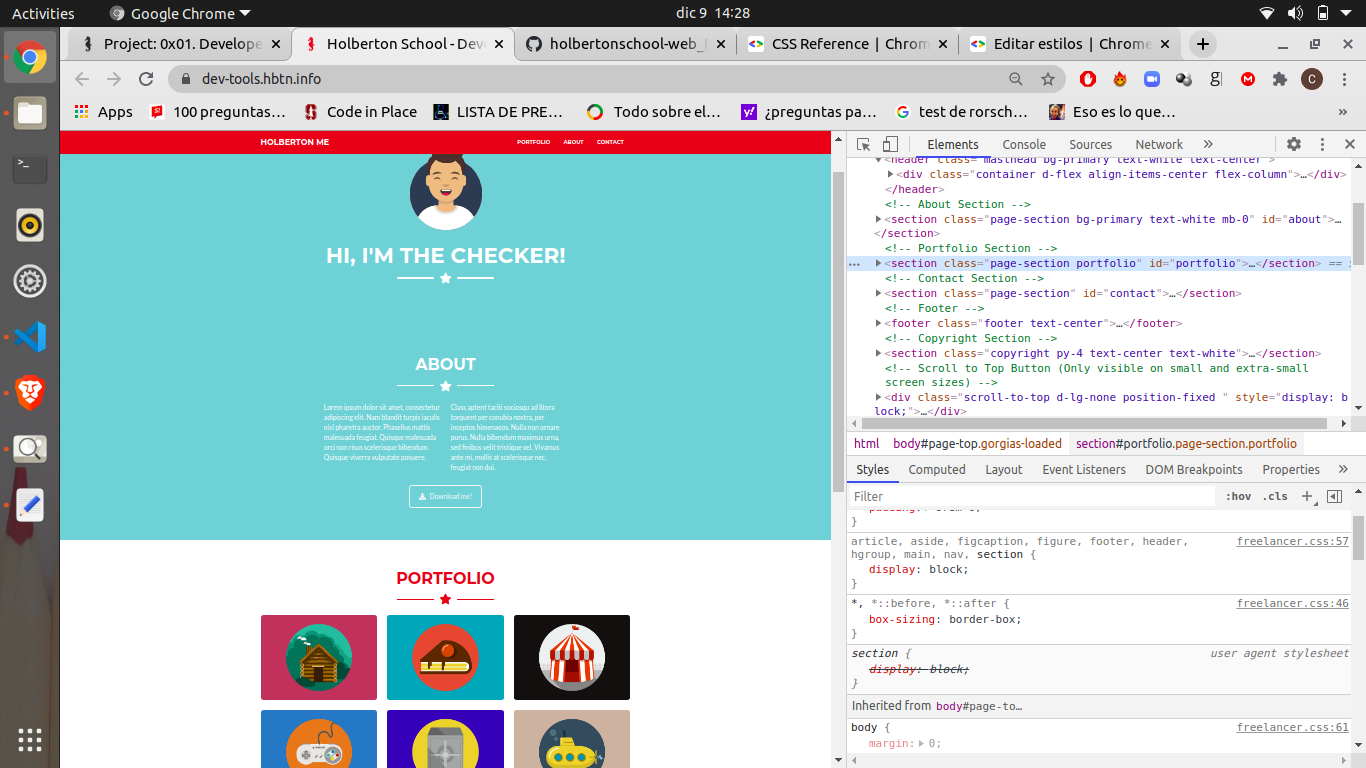 Activities
Google Chrome
dic 9 14:28
Project: 0x01. Develope
Holberton School - Dev
holbertonschool-web_f
CSS Reference | Chrom
Editar estilos | Chrome
dev-tools.hbtn.info
C
Apps
100 preguntas…
Code in Place
LISTA DE PRE…
Todo sobre el…
¿preguntas pa…
test de rorsch…
Eso es lo que…
»
HOLBERTON ME
PORTFOLIO
ABOUT
CONTACT
HI, I'M THE CHECKER!
ABOUT
Lorem ipsum dolor sit amet, consectetur
adipiscing elit. Nam blandit turpis iaculis
nisl pharetra auctor. Phasellus mattis
malesuada feugiat. Quisque malesuada
orci non risus scelerisque bibendum.
Quisque viverra vulputate posuere.
Class aptent taciti sociosqu ad litora
torquent per conubia nostra, per
inceptos himenaeos. Nulla non ornare
purus. Nulla bibendum maximus urna,
sed finibus velit tristique vel. Vivamus
ante mi, mollis at scelerisque nec,
feugiat non dui.
Download me!
PORTFOLIO
Elements
Console
Sources
Network
»
<header class="masthead bg-primary text-white text-center">
<div class="container d-flex align-items-center flex-column">…</div>
</header>
<!-- About Section -->
<section class="page-section bg-primary text-white mb-0" id="about">…
</section>
<!-- Portfolio Section -->
<section class="page-section portfolio" id="portfolio">…</section> ==
<!-- Contact Section -->
<section class="page-section" id="contact">…</section>
<!-- Footer -->
<footer class="footer text-center">…</footer>
<!-- Copyright Section -->
<section class="copyright py-4 text-center text-white">…</section>
<!-- Scroll to Top Button (Only visible on small and extra-small
screen sizes) -->
<div class="scroll-to-top d-lg-none position-fixed " style="display: b
lock;">…</div>
html
body#page-top.gorgias-loaded
section#portfolio.page-section.portfolio
Styles
Computed
Layout
Event Listeners
DOM Breakpoints
Properties
»
Filter
:hov
.cls
}
article, aside, figcaption, figure, footer, header,
freelancer.css:57
hgroup, main, nav, section {
display: block;
}
*, *::before, *::after {
freelancer.css:46
box-sizing: border-box;
}
section {
user agent stylesheet
display: block;
}
Inherited from body#page-to…
body {
freelancer.css:61
margin: 0;